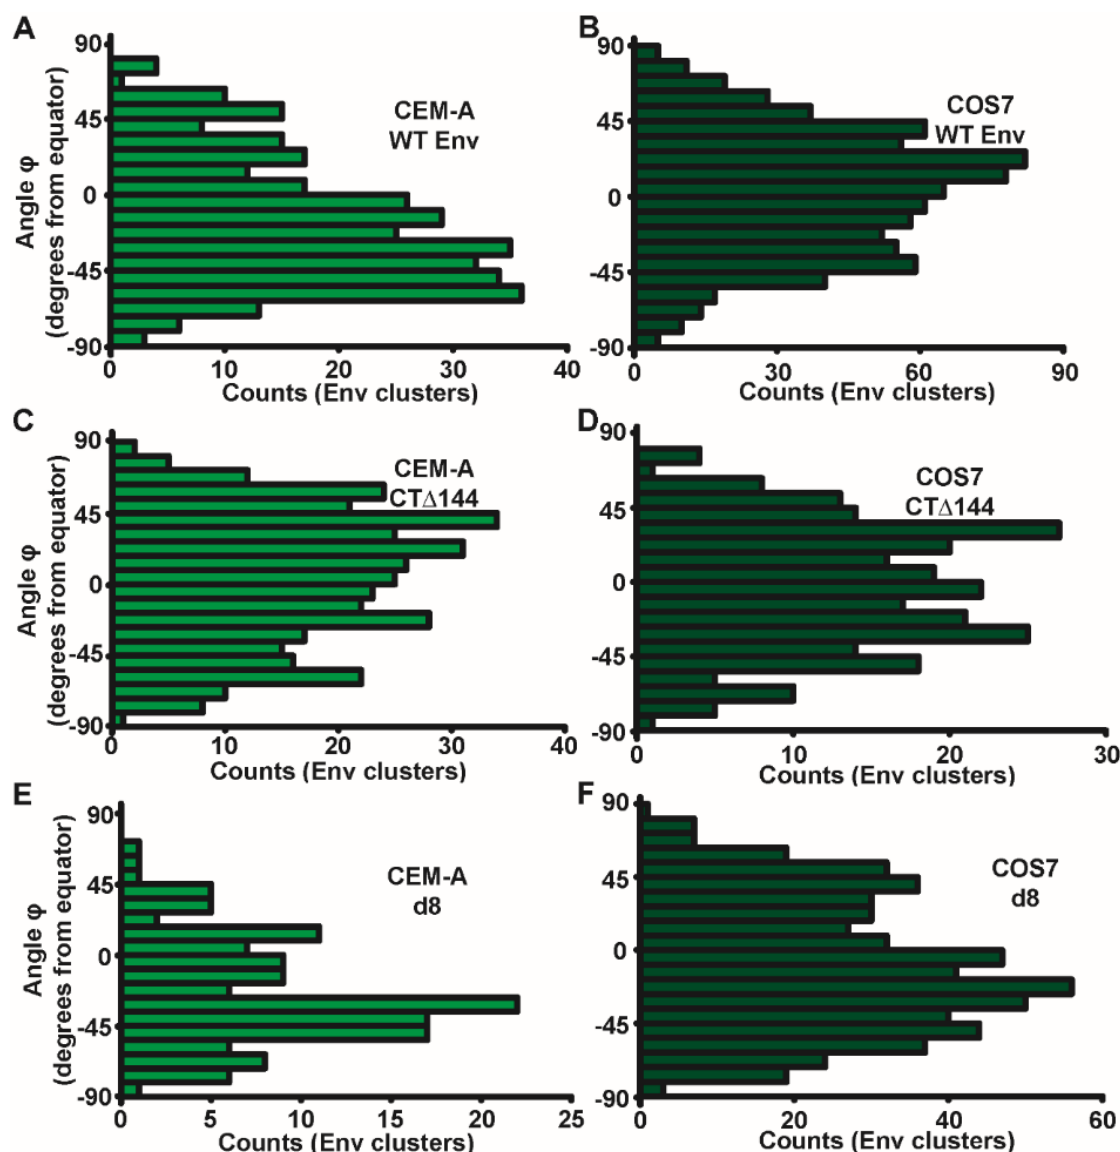 A
90
45
0
-45
-90
Angle φ
(degrees from equator)
CEM-A
WT Env
0 10 20 30 40
Counts (Env clusters)
B
90
45
0
-45
-90
COS7
WT Env
0 30 60 90
Counts (Env clusters)
C
90
45
0
-45
-90
Angle φ
(degrees from equator)
CEM-A
CTΔ144
0 10 20 30 40
Counts (Env clusters)
D
90
45
0
-45
-90
COS7
CTΔ144
0 10 20 30
Counts (Env clusters)
E
90
45
0
-45
-90
Angle φ
(degrees from equator)
CEM-A
d8
0 5 10 15 20 25
Counts (Env clusters)
F
90
45
0
-45
-90
COS7
d8
0 20 40 60
Counts (Env clusters)